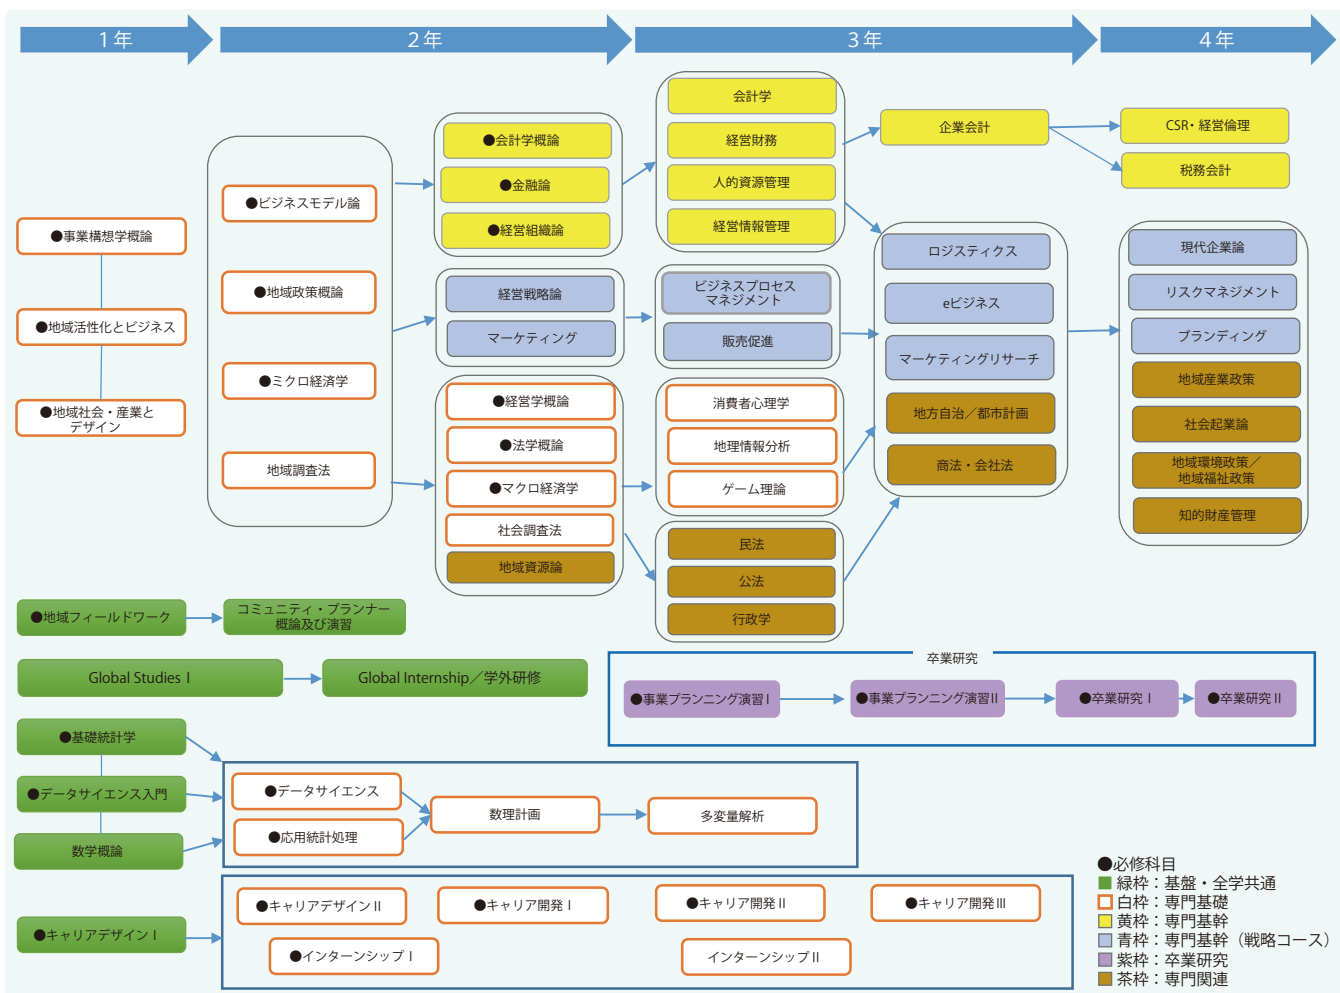 1年
2年
3年
4年
●事業構想学概論
●地域活性化とビジネス
●地域社会・産業と
デザイン
●ビジネスモデル論
●地域政策概論
●ミクロ経済学
地域調査法
●会計学概論
●金融論
●経営組織論
経営戦略論
マーケティング
●経営学概論
●法学概論
●マクロ経済学
社会調査法
地域資源論
会計学
経営財務
人的資源管理
経営情報管理
ビジネスプロセス
マネジメント
販売促進
消費者心理学
地理情報分析
ゲーム理論
民法
公法
行政学
企業会計
ロジスティクス
eビジネス
マーケティングリサーチ
地方自治／都市計画
商法・会社法
CSR・経営倫理
税務会計
現代企業論
リスクマネジメント
ブランディング
地域産業政策
社会起業論
地域環境政策／
地域福祉政策
知的財産管理
●地域フィールドワーク
コミュニティ・プランナー
概論及び演習
Global Studies Ⅰ
Global Internship／学外研修
卒業研究
●事業プランニング演習Ⅰ
●事業プランニング演習Ⅱ
●卒業研究Ⅰ
●卒業研究Ⅱ
●基礎統計学
●データサイエンス入門
数学概論
●データサイエンス
●応用統計処理
数理計画
多変量解析
●キャリアデザインⅠ
●キャリアデザインⅡ
●キャリア開発Ⅰ
●キャリア開発Ⅱ
●キャリア開発Ⅲ
●インターンシップⅠ
インターンシップⅡ
●必修科目
緑枠：基盤・全学共通
白枠：専門基礎
黄枠：専門基幹
青枠：専門基幹（戦略コース）
紫枠：卒業研究
茶枠：専門関連